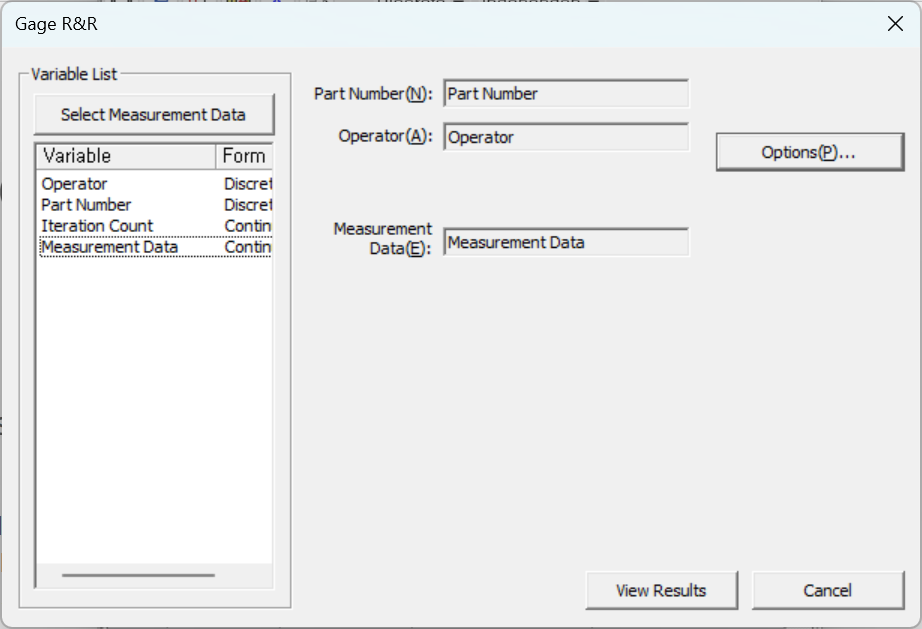 Gage R&R
Variable List
Select Measurement Data
Variable Form
Operator Discret
Part Number Discret
Iteration Count Contin
Measurement Data Contin
Part Number(N): Part Number
Operator(A): Operator
Measurement
Data(E): Measurement Data
Options(P)...
View Results
Cancel